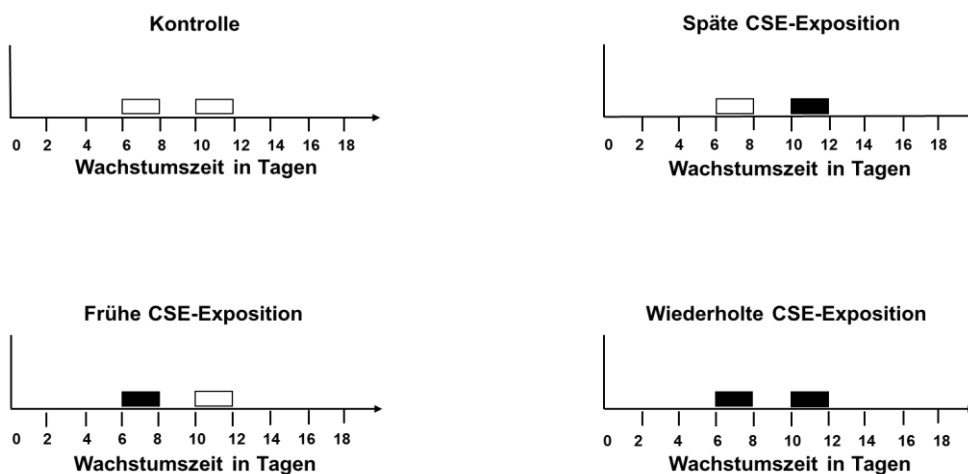 Kontrolle
0 2 4 6 8 10 12 14 16 18
Wachstumszeit in Tagen
Späte CSE-Exposition
0 2 4 6 8 10 12 14 16 18
Wachstumszeit in Tagen
Frühe CSE-Exposition
0 2 4 6 8 10 12 14 16 18
Wachstumszeit in Tagen
Wiederholte CSE-Exposition
0 2 4 6 8 10 12 14 16 18
Wachstumszeit in Tagen